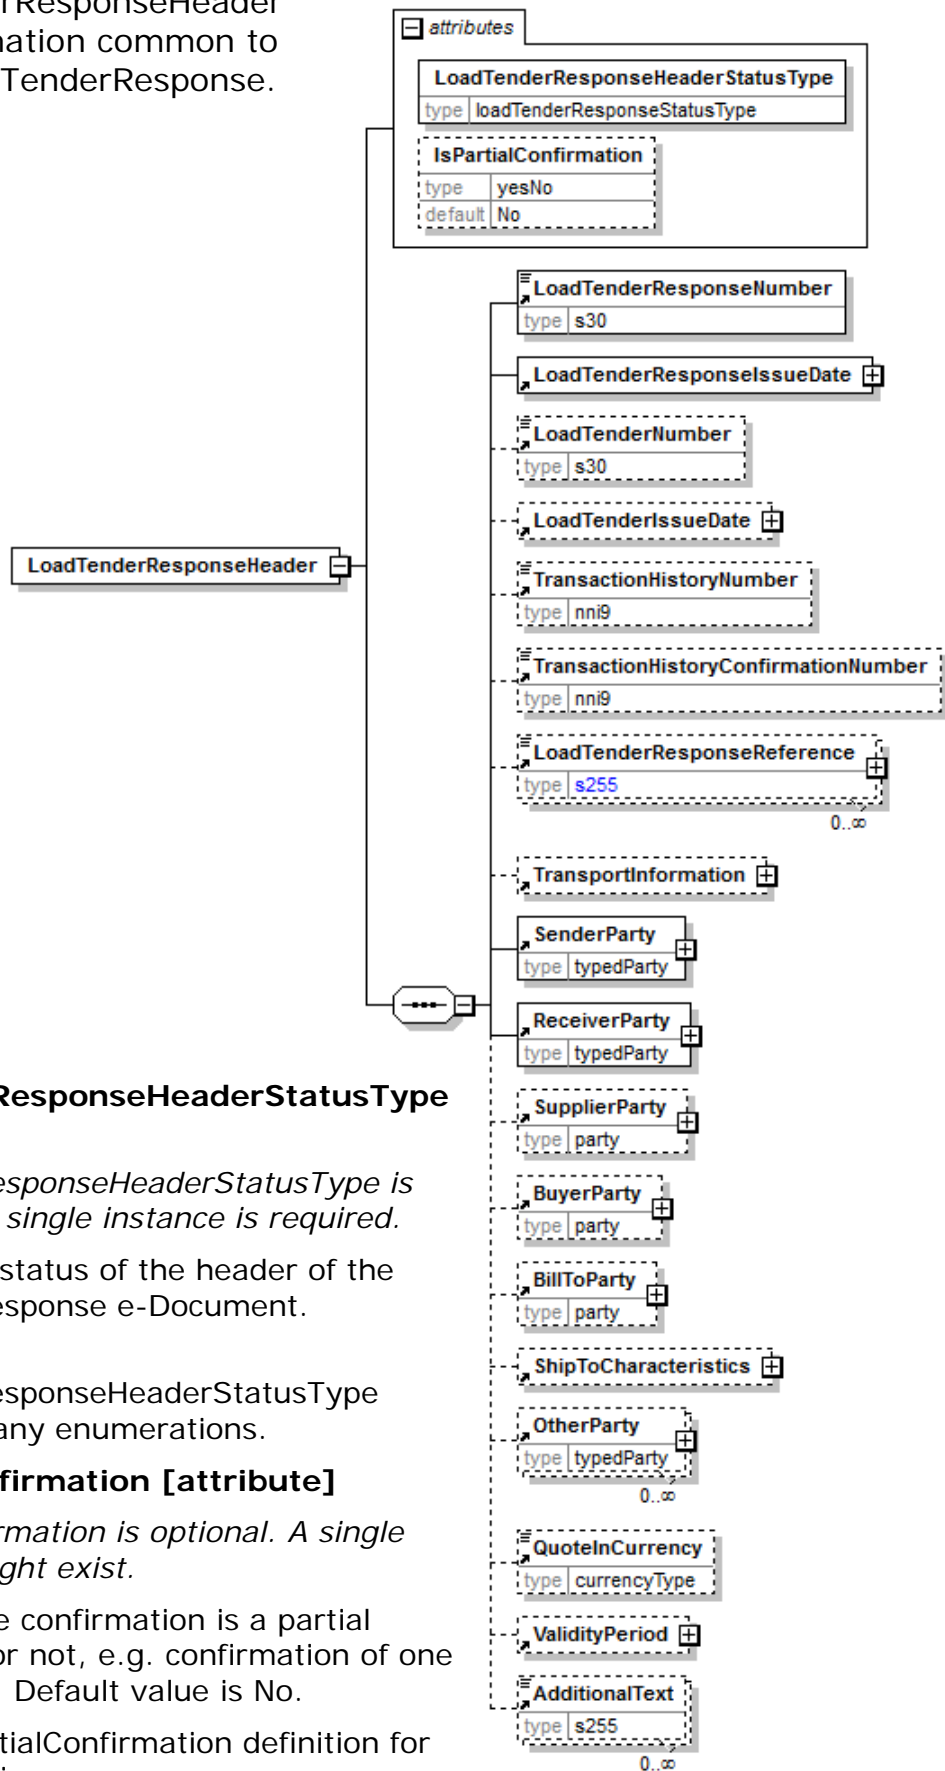 rResponseHeader
nation common to
TenderResponse.
attributes
LoadTenderResponseHeaderStatusType
type loadTenderResponseStatusType
IsPartialConfirmation
type yesNo
default No
LoadTenderResponseNumber
type s30
LoadTenderResponseIssueDate
LoadTenderNumber
type s30
LoadTenderIssueDate
LoadTenderResponseHeader
TransactionHistoryNumber
type nni9
TransactionHistoryConfirmationNumber
type nni9
LoadTenderResponseReference
type s255
0..∞
TransportInformation
SenderParty
type typedParty
ReceiverParty
type typedParty
SupplierParty
type party
BuyerParty
type party
BillToParty
type party
ShipToCharacteristics
OtherParty
type typedParty
0..∞
QuoteInCurrency
type currencyType
ValidityPeriod
AdditionalText
type s255
0..∞
ResponseHeaderStatusType
esponseHeaderStatusType is
single instance is required.
status of the header of the
esponse e-Document.
esponseHeaderStatusType
any enumerations.
nfirmation [attribute]
rmation is optional. A single
ght exist.
e confirmation is a partial
or not, e.g. confirmation of one
Default value is No.
tialConfirmation definition for